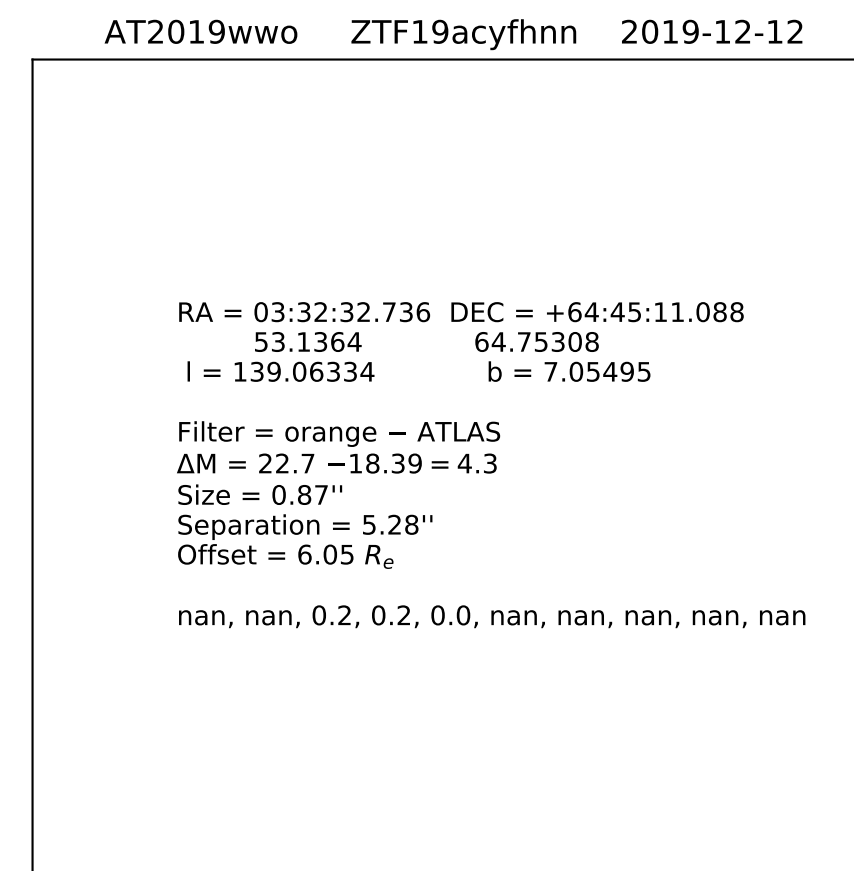 AT2019wwo ZTF19acyfhnn 2019-12-12
RA = 03:32:32.736 DEC = +64:45:11.088
53.1364 64.75308
l = 139.06334 b = 7.05495
Filter = orange − ATLAS
ΔM = 22.7 −18.39 = 4.3
Size = 0.87''
Separation = 5.28''
Offset = 6.05 Rₑ
nan, nan, 0.2, 0.2, 0.0, nan, nan, nan, nan, nan